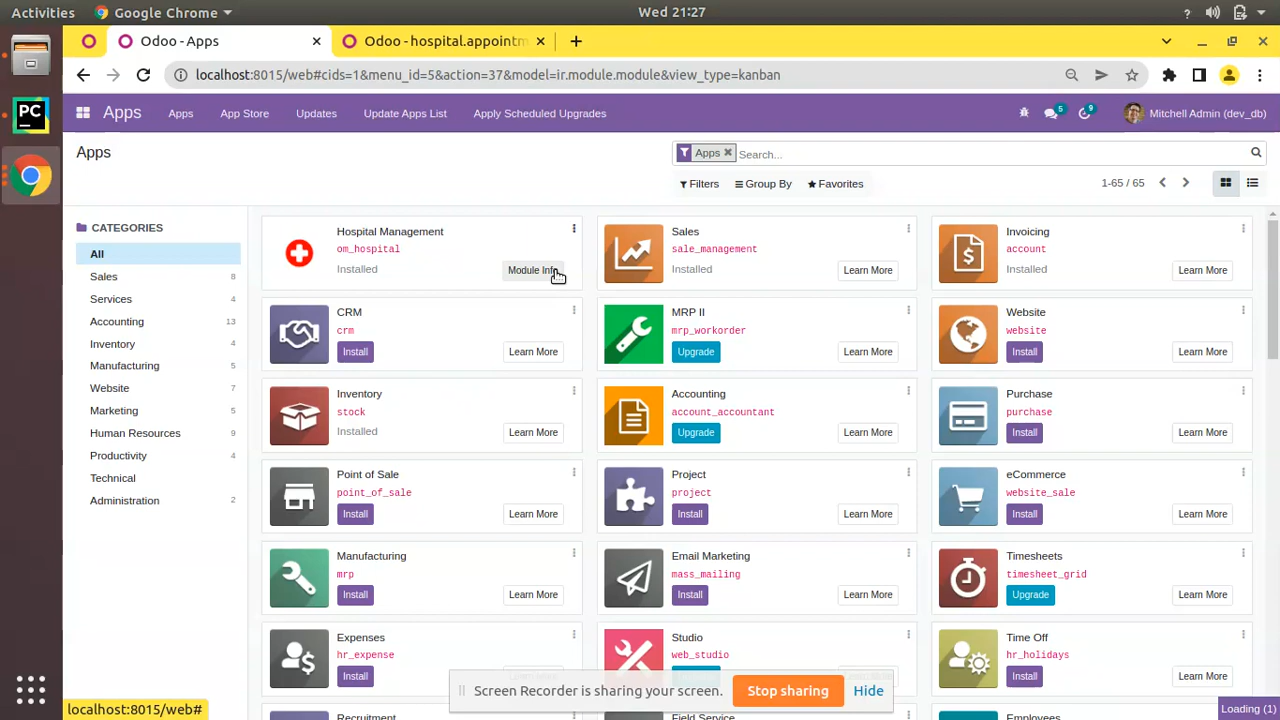 Activities Google Chrome Wed 21:27
Odoo - Apps Odoo - hospital.appointm
localhost:8015/web#cids=1&menu_id=5&action=37&model=ir.module.module&view_type=kanban
Apps Apps App Store Updates Update Apps List Apply Scheduled Upgrades 5 9 Mitchell Admin (dev_db)
Apps
Apps Search...
Filters Group By Favorites 1-65 / 65
CATEGORIES
All
Sales 8
Services 4
Accounting 13
Inventory 4
Manufacturing 5
Website 7
Marketing 5
Human Resources 9
Productivity 4
Technical
Administration 2
Hospital Management
om_hospital
Installed Module Info
Sales
sale_management
Installed Learn More
Invoicing
account
Installed Learn More
CRM
crm
Install Learn More
MRP II
mrp_workorder
Upgrade Learn More
Website
website
Install Learn More
Inventory
stock
Installed Learn More
Accounting
account_accountant
Upgrade Learn More
Purchase
purchase
Install Learn More
Point of Sale
point_of_sale
Install Learn More
Project
project
Install Learn More
eCommerce
website_sale
Install Learn More
Manufacturing
mrp
Install Learn More
Email Marketing
mass_mailing
Install Learn More
Timesheets
timesheet_grid
Upgrade Learn More
Expenses
hr_expense
Install
Studio
web_studio
Time Off
hr_holidays
Install Learn More
Recruitment
Field Service
Employees
Screen Recorder is sharing your screen. Stop sharing Hide
localhost:8015/web#
Loading (1)
PC